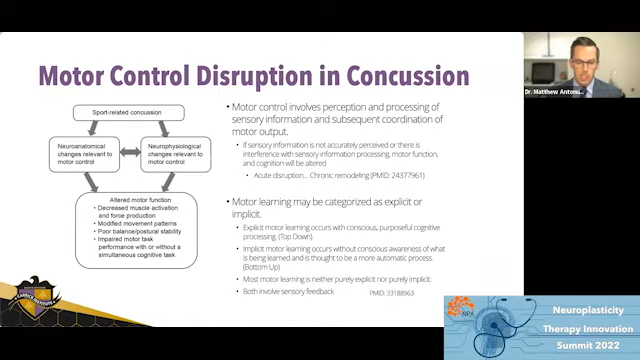 Motor Control Disruption in Concussion
Sport-related concussion
Neuroanatomical
changes relevant to
motor control
Neurophysiological
changes relevant to
motor control
Altered motor function
• Decreased muscle activation
and force production
• Modified movement patterns
• Poor balance/postural stability
• Impaired motor task
performance with or without a
simultaneous cognitive task
• Motor control involves perception and processing of
sensory information and subsequent coordination of
motor output.
• If sensory information is not accurately perceived or there is
interference with sensory information processing, motor function,
and cognition will be altered
• Acute disruption... Chronic remodeling (PMID: 24377961)
• Motor learning may be categorized as explicit or
implicit.
• Explicit motor learning occurs with conscious, purposeful cognitive
processing. (Top Down)
• Implicit motor learning occurs without conscious awareness of what
is being learned and is thought to be a more automatic process.
(Bottom Up)
• Most motor learning is neither purely explicit nor purely implicit.
• Both involve sensory feedback
PMID: 33188963
Dr. Matthew Antonu...
CARRICK INSTITUTE
NPA
Neuroplasticity
Therapy Innovation
Summit 2022